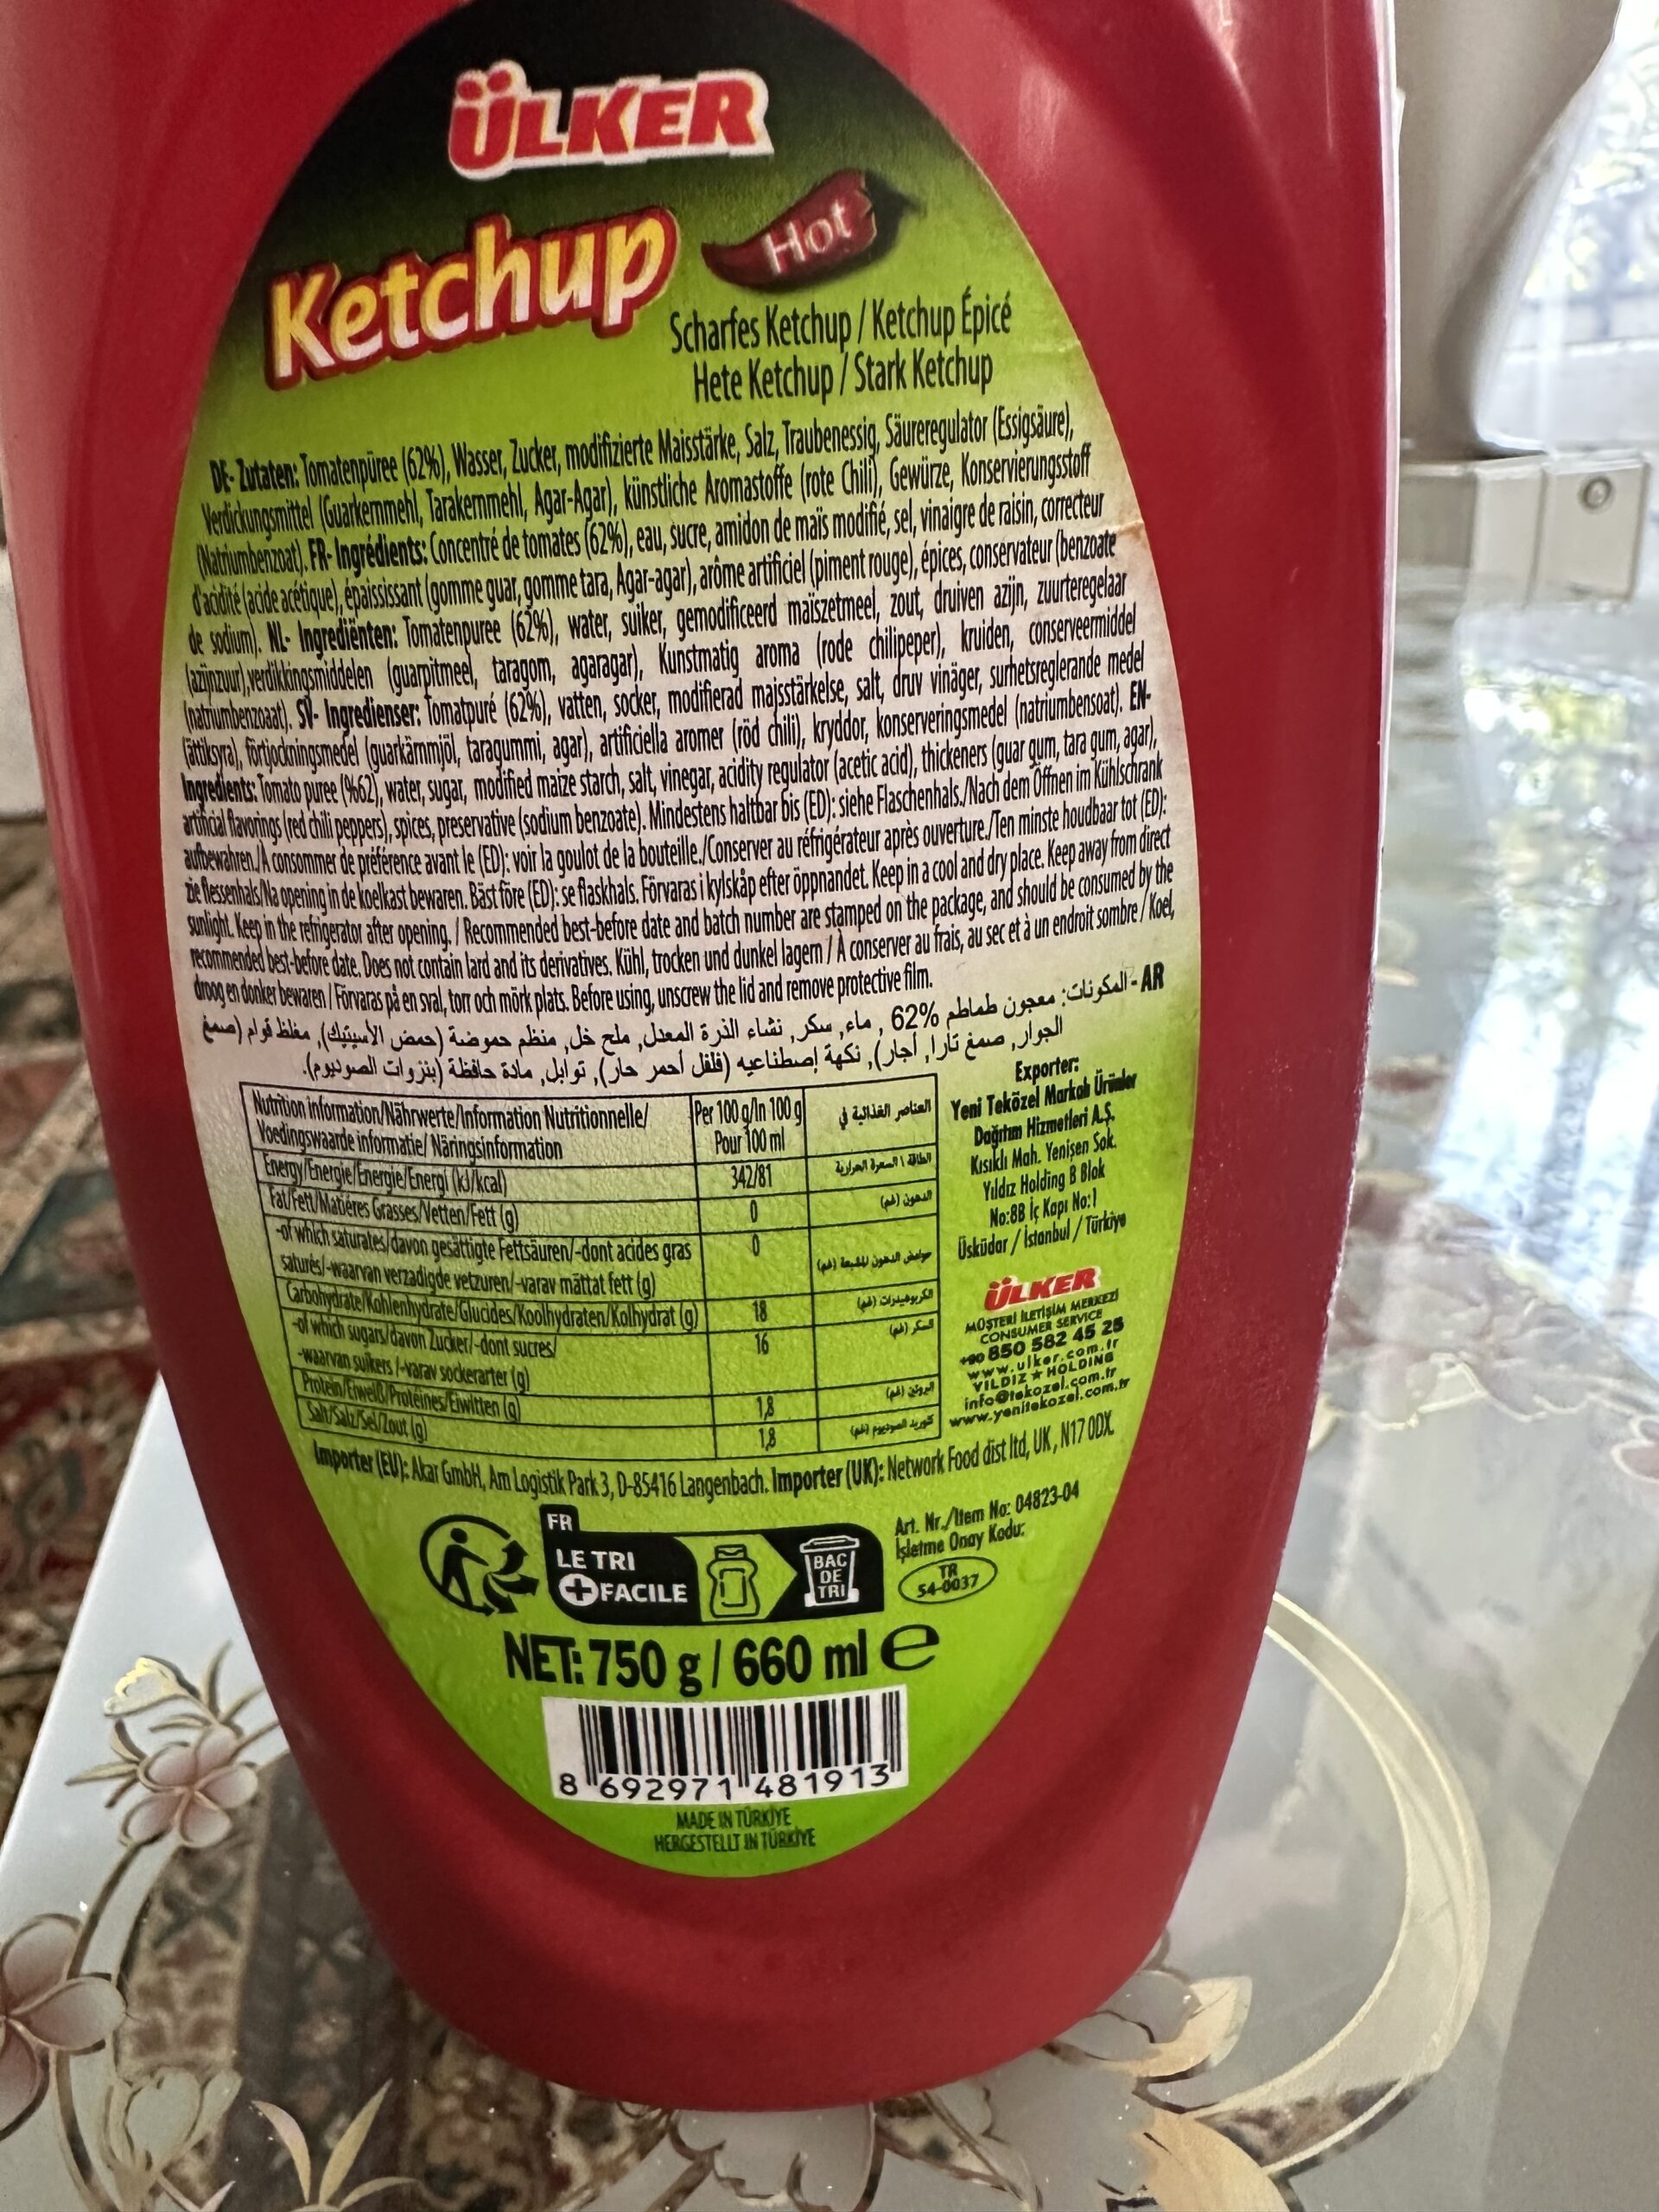 ÜLKER
Ketchup
Hot
Scharfes Ketchup / Ketchup Épicé
Hete Ketchup / Stark Ketchup
DE- Zutaten: Tomatenpüree (62%), Wasser, Zucker, modifizierte Maisstärke, Salz, Traubenessig, Säureregulator (Essigsäure),
Verdickungsmittel (Guarkernmehl, Tarakernmehl, Agar-Agar), künstliche Aromastoffe (rote Chili), Gewürze, Konservierungsstoff
(Natriumbenzoat). FR- Ingrédients: Concentré de tomates (62%), eau, sucre, amidon de maïs modifié, sel, vinaigre de raisin, correcteur
d'acidité (acide acétique), épaississant (gomme guar, gomme tara, Agar-agar), arôme artificiel (piment rouge), épices, conservateur (benzoate
de sodium). NL- Ingrediënten: Tomatenpuree (62%), water, suiker, gemodificeerd maïszetmeel, zout, druiven azijn, zuurteregelaar
(azijnzuur),verdikkingsmiddelen (guarpitmeel, taragom, agaragar), Kunstmatig aroma (rode chilipeper), kruiden, conserveermiddel
(natriumbenzoaat). SV- Ingredienser: Tomatpuré (62%), vatten, socker, modifierad majsstärkelse, salt, druv vinäger, surhetsreglerande medel
(ättiksyra), förtjockningsmedel (guarkärnmjöl, taragummi, agar), artificiella aromer (röd chili), kryddor, konserveringsmedel (natriumbensoat). EN-
Ingredients: Tomato puree (%62), water, sugar, modified maize starch, salt, vinegar, acidity regulator (acetic acid), thickeners (guar gum, tara gum, agar),
artificial flavorings (red chili peppers), spices, preservative (sodium benzoate). Mindestens haltbar bis (ED): siehe Flaschenhals./Nach dem Öffnen im Kühlschrank
aufbewahren./À consommer de préférence avant le (ED): voir la goulot de la bouteille./Conserver au réfrigérateur après ouverture./Ten minste houdbaar tot (ED):
zie flessenhals/Na opening in de koelkast bewaren. Bäst före (ED): se flaskhals. Förvaras i kylskåp efter öppnandet. Keep in a cool and dry place. Keep away from direct
sunlight. Keep in the refrigerator after opening. / Recommended best-before date and batch number are stamped on the package, and should be consumed by the
recommended best-before date. Does not contain lard and its derivatives. Kühl, trocken und dunkel lagern / À conserver au frais, au sec et à un endroit sombre / Koel,
droog en donker bewaren / Förvaras på en sval, torr och mörk plats. Before using, unscrew the lid and remove protective film.
AR - المكونات: معجون طماطم %62 , ماء, سكر, نشاء الذرة المعدل, ملح خل, منظم حموضة (حمض الأسيتيك), مغلظ قوام (صمغ
الجوار, صمغ تارا, أجار), نكهة إصطناعيه (فلفل أحمر حار), توابل, مادة حافظة (بنزوات الصوديوم).
Nutrition information/Nährwerte/Information Nutritionnelle/
Voedingswaarde informatie/ Näringsinformation
Per 100 g/In 100 g
Pour 100 ml
العناصر الغذائية في
Energy/Energie/Energie/Energi (kJ/kcal)
342/81
الطاقة \ السعرة الحرارية
Fat/Fett/Matiéres Grasses/Vetten/Fett (g)
0
الدهون (غم)
-of which saturates/davon gesättigte Fettsäuren/-dont acides gras
saturés/-waarvan verzadigde vetzuren/-varav mättat fett (g)
0
Carbohydrate/Kohlenhydrate/Glucides/Koolhydraten/Kolhydrat (g)
18
الكربوهيدرات (غم)
-of which sugars/davon Zucker/-dont sucres/
-waarvan suikers /-varav sockerarter (g)
16
السكر (غم)
Protein/Eiweiß/Protéines/Eiwitten (g)
1,8
البروتين (غم)
Salt/Salz/Sel/Zout (g)
1,8
Exporter:
Yeni Teközel Markalı Ürünler
Dağıtım Hizmetleri A.Ş.
Kısıklı Mah. Yenişen Sok.
Yıldız Holding B Blok
No:8B İç Kapı No:1
Üsküdar / İstanbul / Türkiye
ÜLKER
MÜŞTERİ İLETİŞİM MERKEZİ
CONSUMER SERVICE
+90 850 582 45 25
www.ulker.com.tr
YILDIZ ★ HOLDING
info@tekozel.com.tr
www.yenitekozel.com.tr
Importer (EU): Akar GmbH, Am Logistik Park 3, D-85416 Langenbach. Importer (UK): Network Food dist ltd, UK, N17 0DX.
FR
LE TRI
+ FACILE
BAC
DE
TRI
Art. Nr./Item No: 04823-04
İşletme Onay Kodu:
TR
54-0037
NET: 750 g / 660 ml e
8 692971 481913
MADE IN TÜRKİYE
HERGESTELLT IN TÜRKİYE